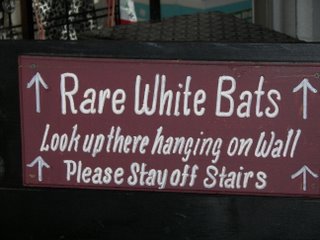 Rare White Bats
Look up there hanging on Wall
Please Stay off Stairs